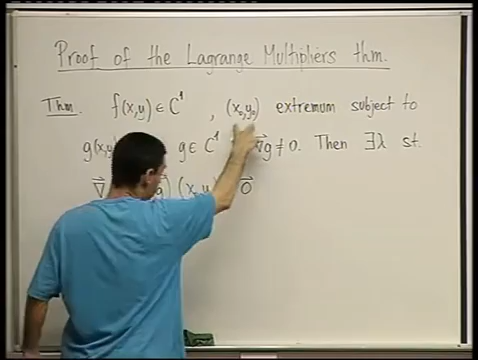 Proof of the Lagrange Multipliers thm.
Thm. f(x,y) ∈ C¹ , (x₀,y₀) extremum subject to
g(x,y) g ∈ C¹ ∇g ≠ 0. Then ∃λ st.
∇ g) (x₀,y₀) 0⃗